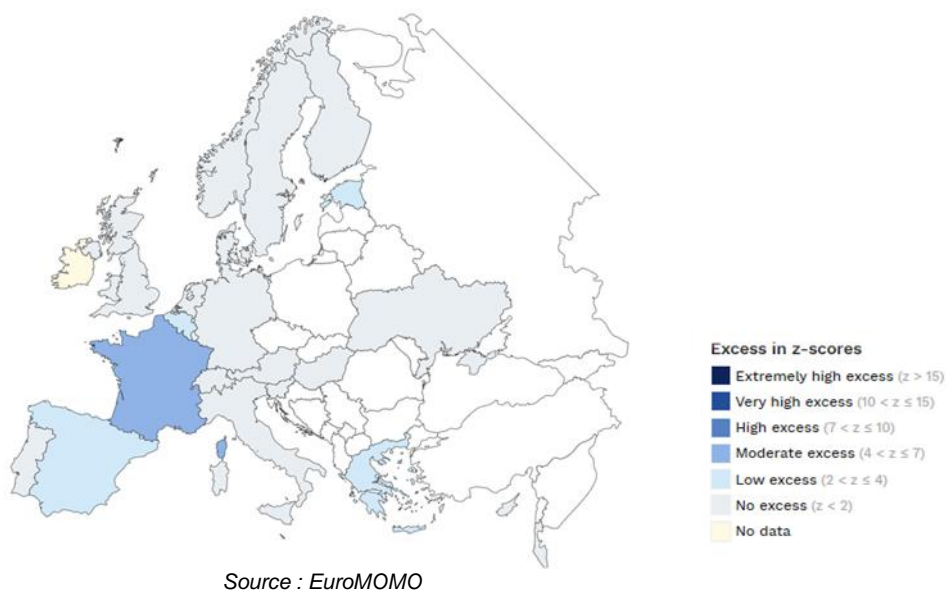 Excess in z-scores
Extremely high excess (z > 15)
Very high excess (10 < z ≤ 15)
High excess (7 < z ≤ 10)
Moderate excess (4 < z ≤ 7)
Low excess (2 < z ≤ 4)
No excess (z < 2)
No data
Source : EuroMOMO